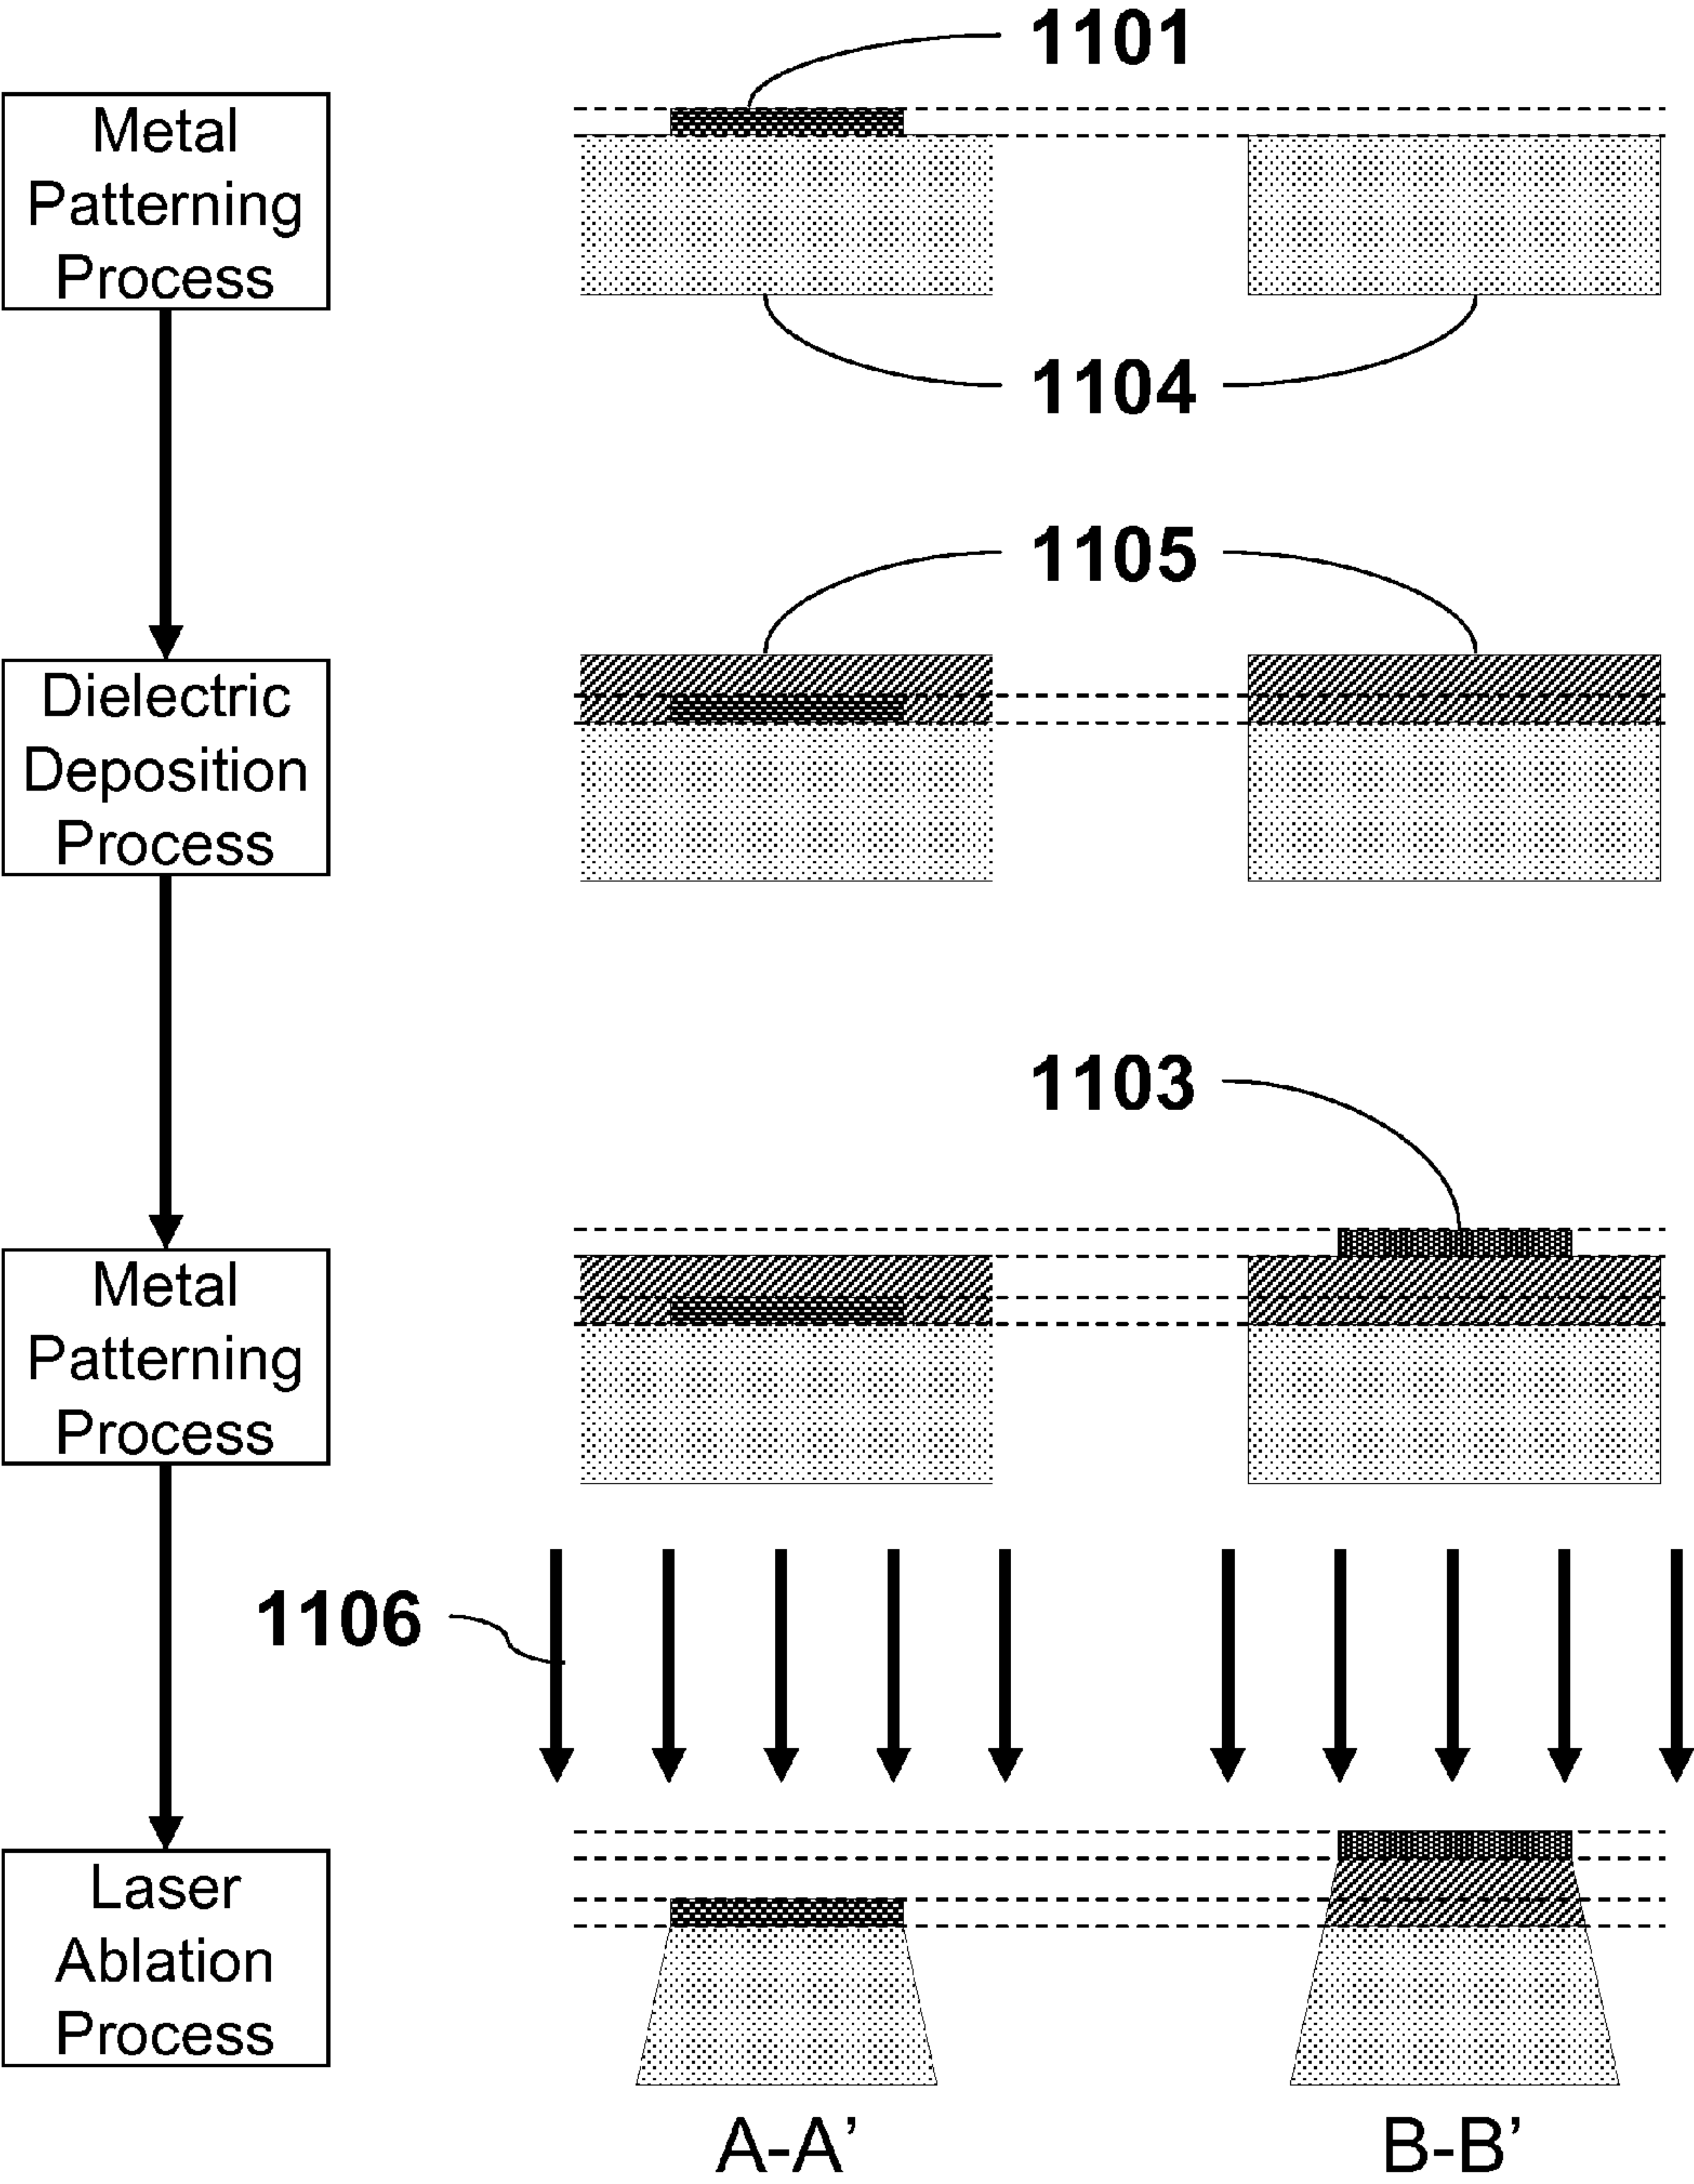 1101
Metal
Patterning
Process
1104
1105
Dielectric
Deposition
Process
1103
Metal
Patterning
Process
1106
Laser
Ablation
Process
A-A’
B-B’